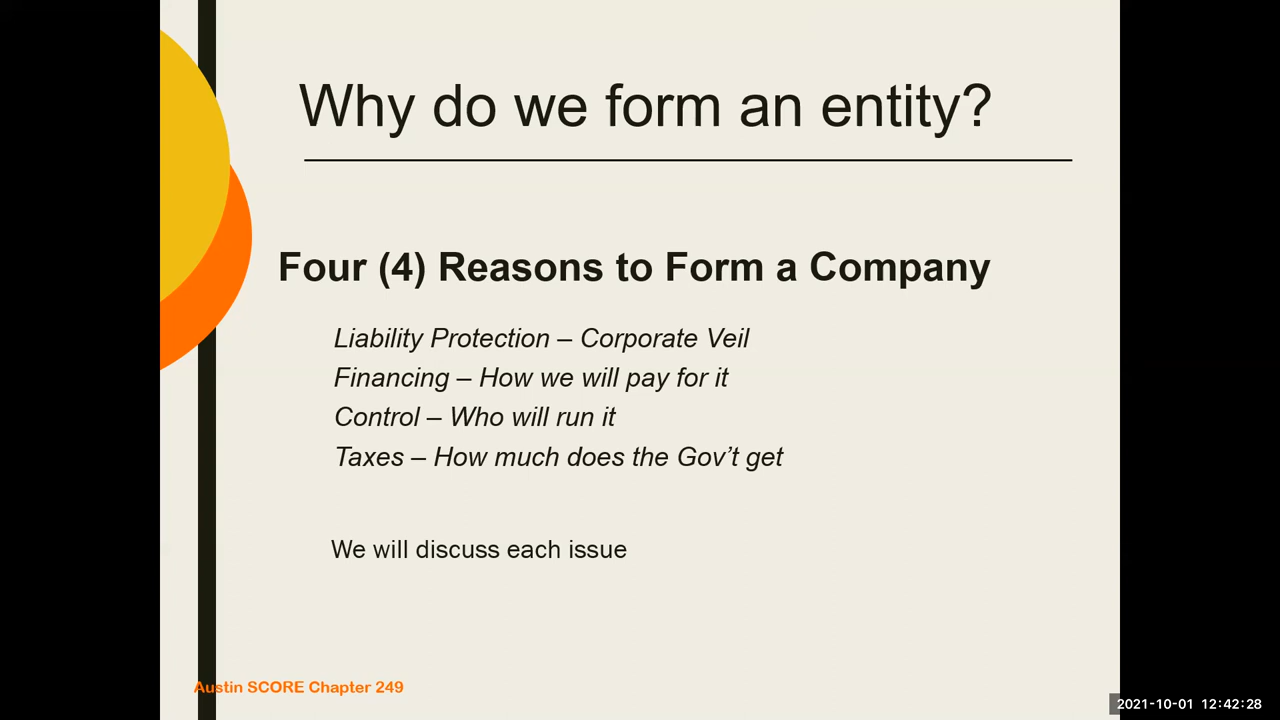 Why do we form an entity?
Four (4) Reasons to Form a Company
Liability Protection – Corporate Veil
Financing – How we will pay for it
Control – Who will run it
Taxes – How much does the Gov’t get
We will discuss each issue
Austin SCORE Chapter 249
2021-10-01 12:42:28